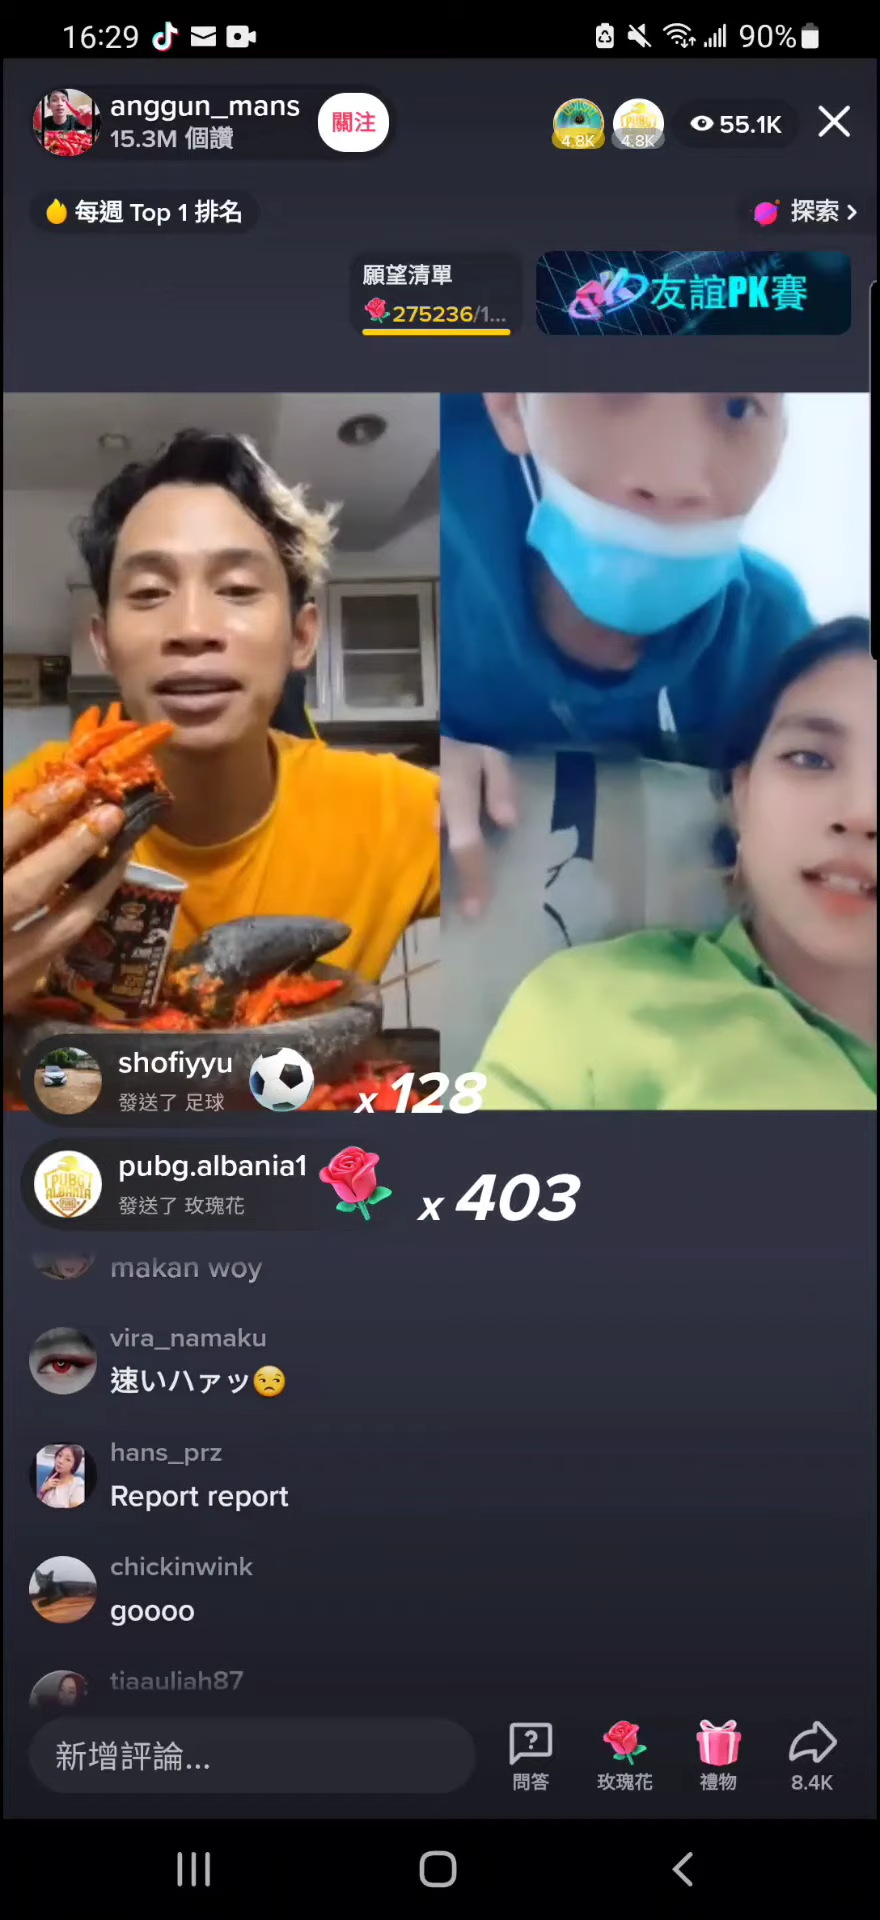 16:29
90%
anggun_mans
15.3M 個讚
關注
4.8K
4.8K
55.1K
每週 Top 1 排名
探索
願望清單
275236/1...
PK友誼PK賽
shofiyyu
發送了 足球
x 128
PUBG
ALBANIA
pubg.albania1
發送了 玫瑰花
x 403
makan woy
vira_namaku
速いハァッ😒
hans_prz
Report report
chickinwink
goooo
tiaauliah87
新增評論...
問答
玫瑰花
禮物
8.4K